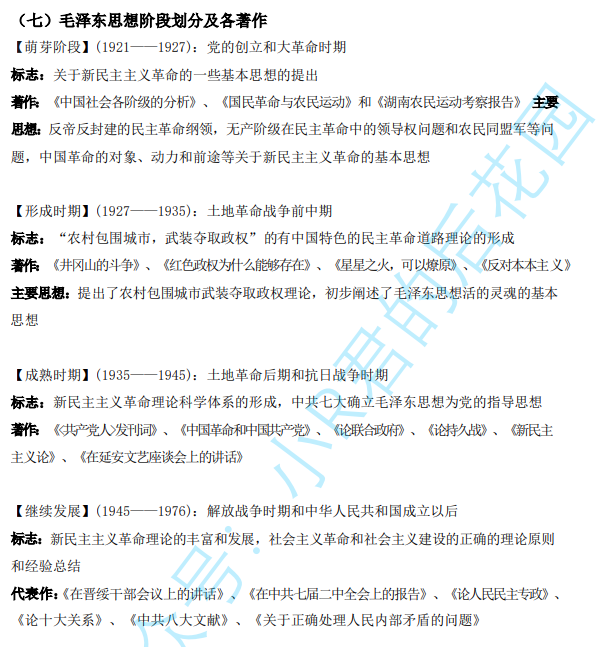 （七）毛泽东思想阶段划分及各著作
【萌芽阶段】(1921——1927)：党的创立和大革命时期
标志：关于新民主主义革命的一些基本思想的提出
著作：《中国社会各阶级的分析》、《国民革命与农民运动》和《湖南农民运动考察报告》 主要
思想：反帝反封建的民主革命纲领，无产阶级在民主革命中的领导权问题和农民同盟军等问
题，中国革命的对象、动力和前途等关于新民主主义革命的基本思想
【形成时期】(1927——1935)：土地革命战争前中期
标志：“农村包围城市，武装夺取政权”的有中国特色的民主革命道路理论的形成
著作：《井冈山的斗争》、《红色政权为什么能够存在》、《星星之火，可以燎原》、《反对本本主义》
主要思想：提出了农村包围城市武装夺取政权理论，初步阐述了毛泽东思想活的灵魂的基本
思想
【成熟时期】(1935——1945)：土地革命后期和抗日战争时期
标志：新民主主义革命理论科学体系的形成，中共七大确立毛泽东思想为党的指导思想
著作：《〈共产党人〉发刊词》、《中国革命和中国共产党》、《论联合政府》、《论持久战》、《新民主
主义论》、《在延安文艺座谈会上的讲话》
【继续发展】(1945——1976)：解放战争时期和中华人民共和国成立以后
标志：新民主主义革命理论的丰富和发展，社会主义革命和社会主义建设的正确的理论原则
和经验总结
代表作：《在晋绥干部会议上的讲话》、《在中共七届二中全会上的报告》、《论人民民主专政》、
《论十大关系》、《中共八大文献》、《关于正确处理人民内部矛盾的问题》
众号：小R君的后花园